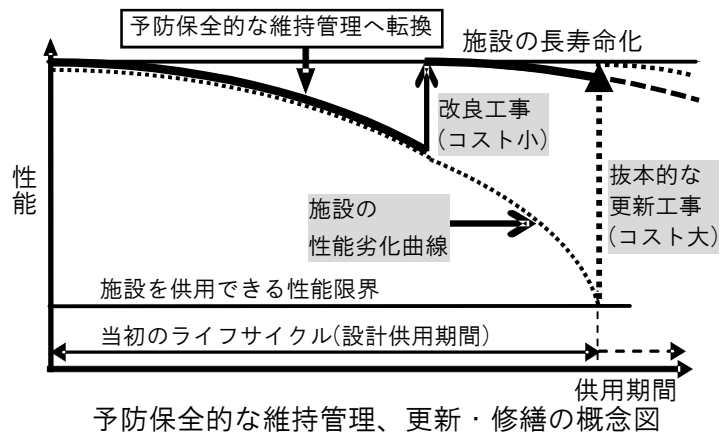 予防保全的な維持管理へ転換
施設の長寿命化
改良工事
(コスト小)
性能
抜本的な
更新工事
(コスト大)
施設の
性能劣化曲線
施設を供用できる性能限界
当初のライフサイクル(設計供用期間)
供用期間
予防保全的な維持管理、更新・修繕の概念図